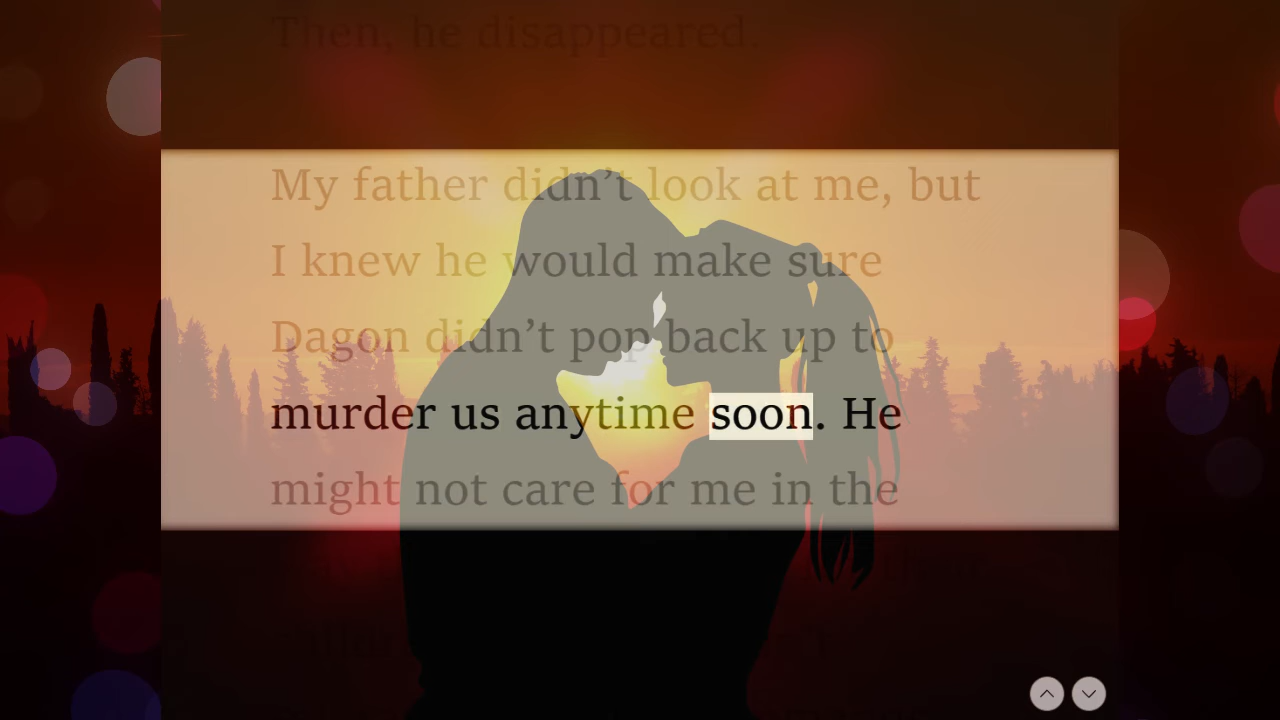 Then, he disappeared.
My father didn’t look at me, but
I knew he would make sure
Dagon didn’t pop back up to
murder us anytime soon. He
might not care for me in the